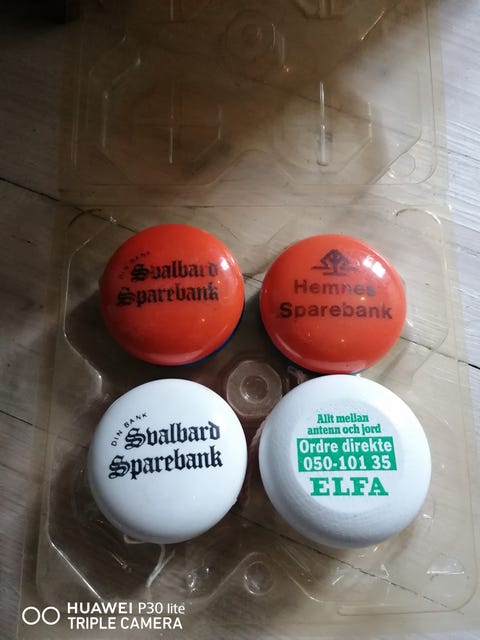 DIN BANK
Svalbard
Sparebank
Hemnes
Sparebank
DIN BANK
Svalbard
Sparebank
Allt mellan
antenn och jord
Ordre direkte
050-101 35
ELFA
HUAWEI P30 lite
TRIPLE CAMERA